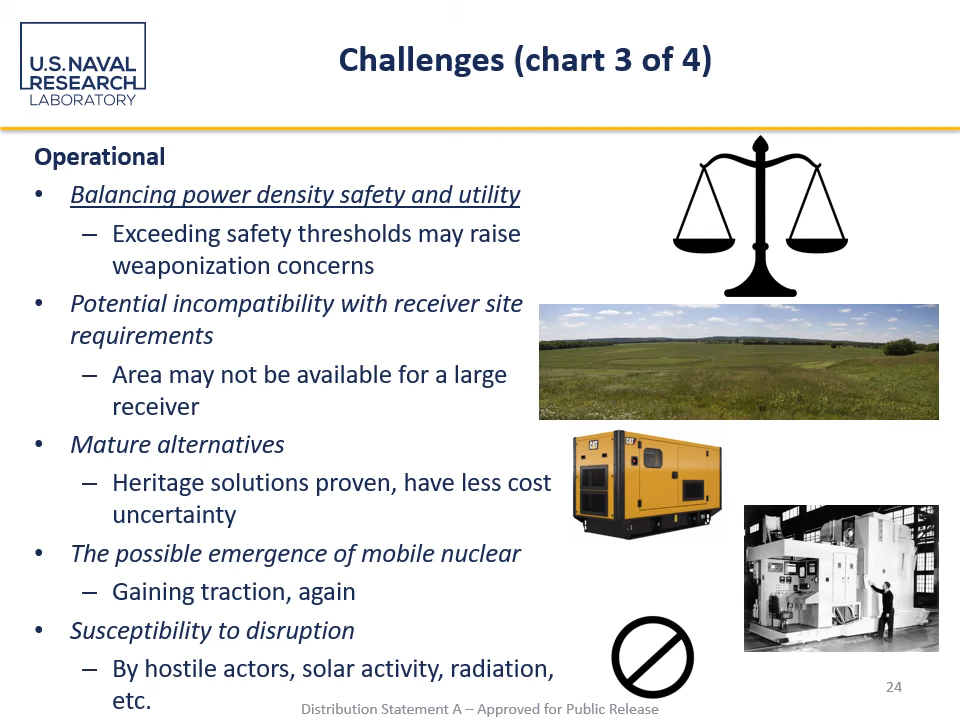 U.S. NAVAL
RESEARCH
LABORATORY
Challenges (chart 3 of 4)
Operational
• Balancing power density safety and utility
– Exceeding safety thresholds may raise
weaponization concerns
• Potential incompatibility with receiver site
requirements
– Area may not be available for a large
receiver
• Mature alternatives
– Heritage solutions proven, have less cost
uncertainty
• The possible emergence of mobile nuclear
– Gaining traction, again
• Susceptibility to disruption
– By hostile actors, solar activity, radiation,
etc.
CAT
CAT
24
Distribution Statement A – Approved for Public Release